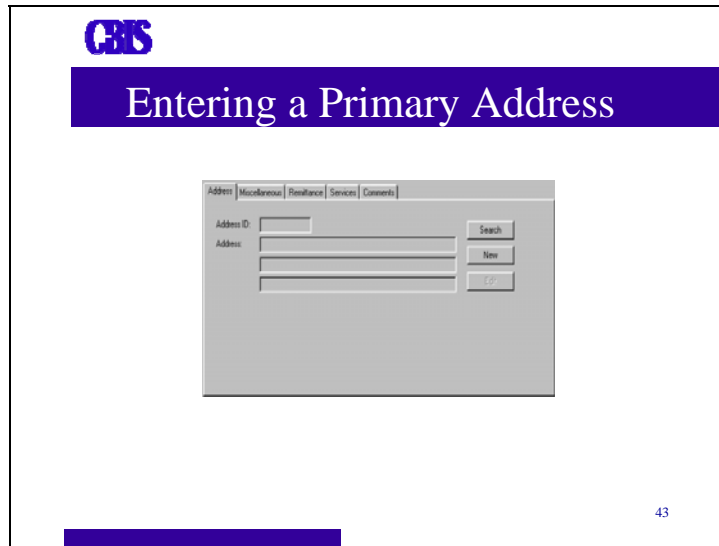 CBIS
Entering a Primary Address
Address Miscellaneous Remittance Services Comments
Address ID:
Search
Address:
New
Edit
43